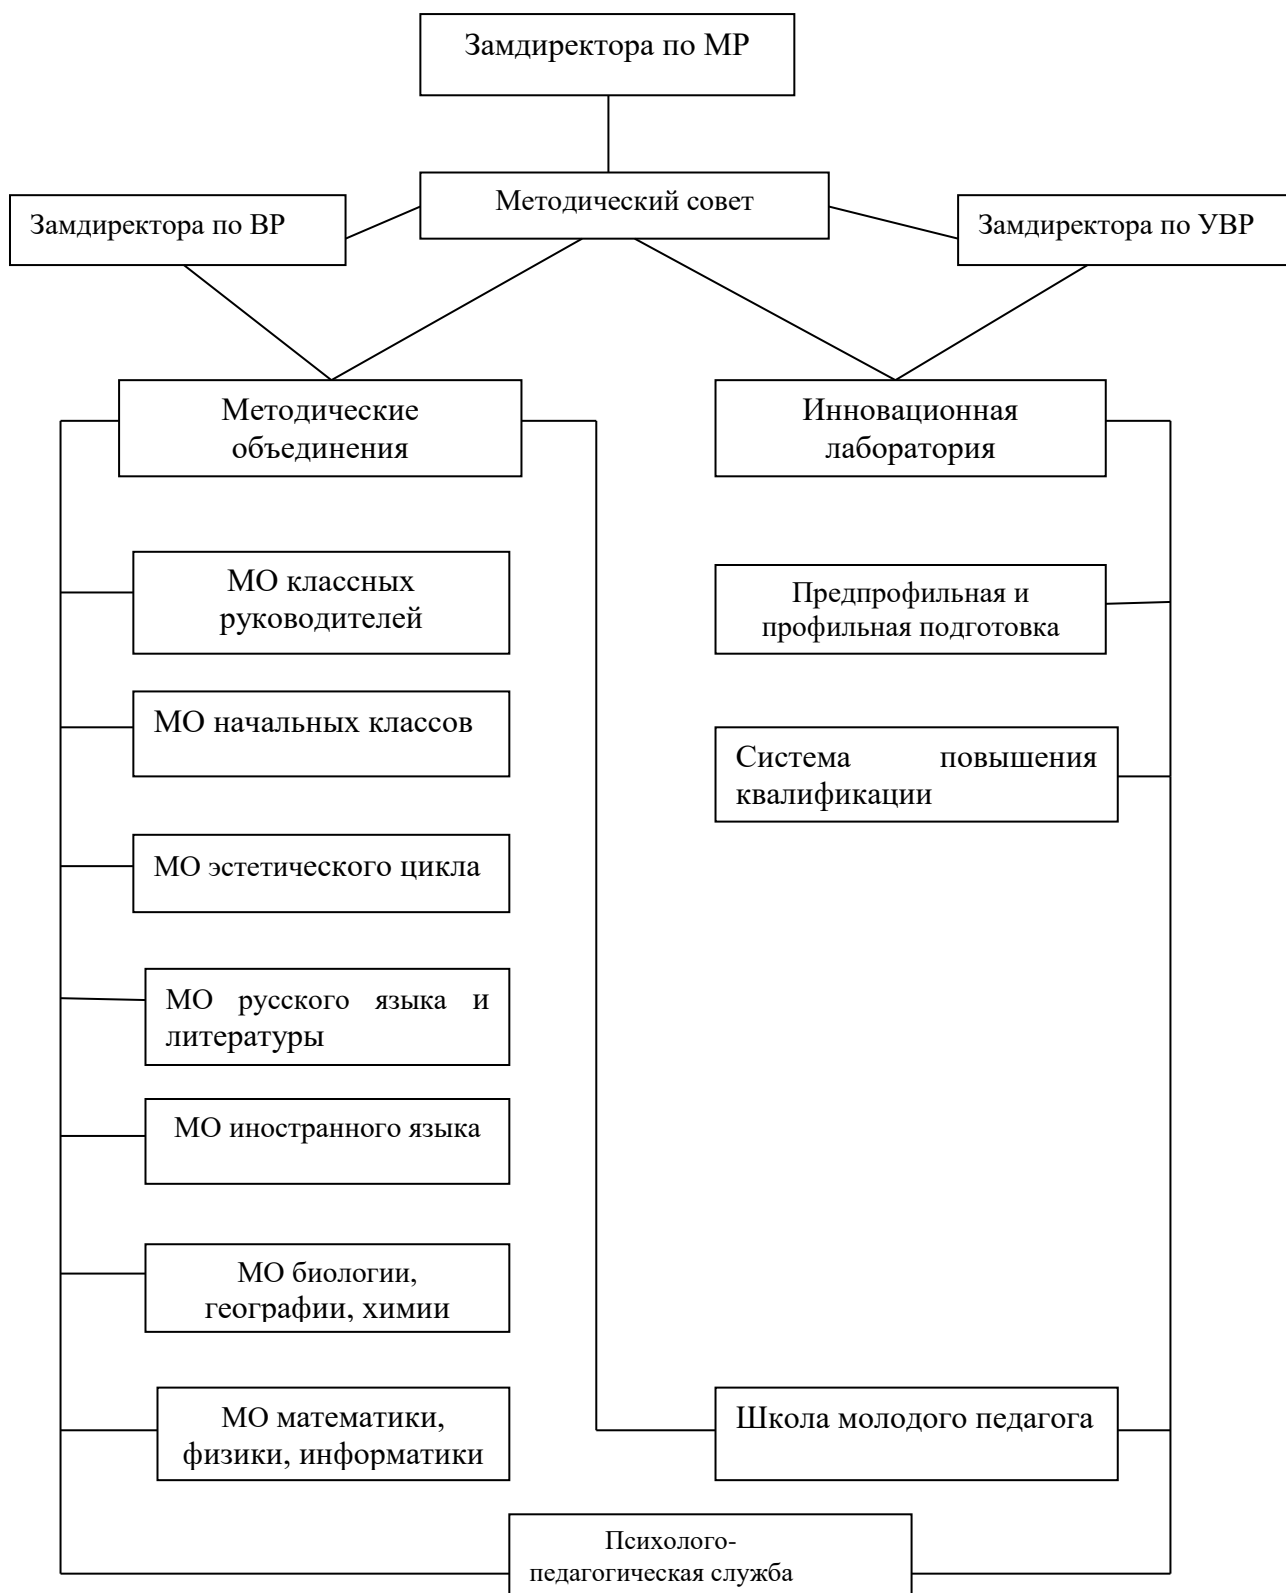 Замдиректора по МР
Методический совет
Замдиректора по ВР
Замдиректора по УВР
Методические
объединения
Инновационная
лаборатория
МО классных
руководителей
Предпрофильная и
профильная подготовка
МО начальных классов
Система повышения
квалификации
МО эстетического цикла
МО русского языка и
литературы
МО иностранного языка
МО биологии,
географии, химии
МО математики,
физики, информатики
Школа молодого педагога
Психолого-
педагогическая служба